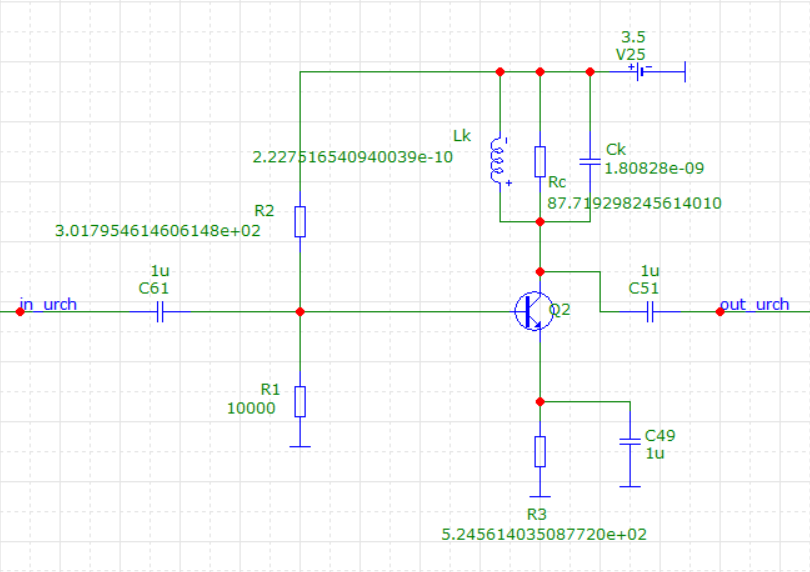 3.5
V25
+ -
Lk
2.227516540940039e-10
+
Ck
1.80828e-09
Rc
87.719298245614010
R2
3.017954614606148e+02
1u
C61
in_urch
1u
C51
out_urch
Q2
R1
10000
C49
1u
R3
5.245614035087720e+02